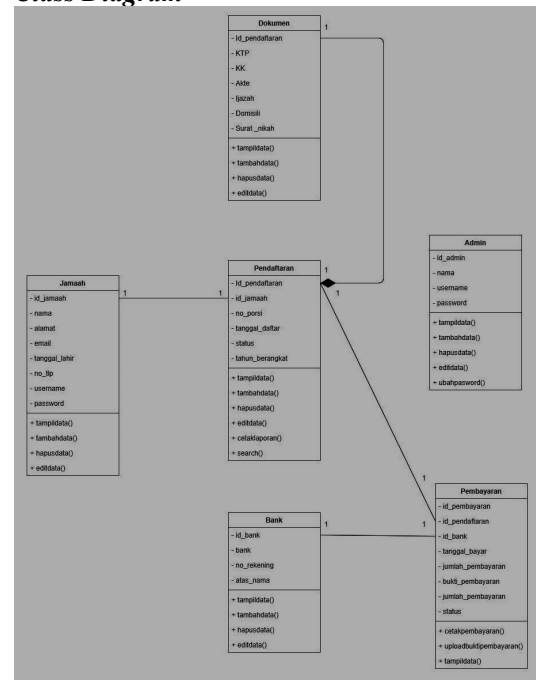 Class Diagram
Dokumen
- Id_pendaftaran
- KTP
- KK
- Akte
- Ijazah
- Domisili
- Surat _nikah
+ tampildata()
+ tambahdata()
+ hapusdata()
+ editdata()
1
Admin
- id_admin
- nama
- username
- password
+ tampildata()
+ tambahdata()
+ hapusdata()
+ editdata()
+ ubahpasword()
Jamaah
- id_jamaah
- nama
- alamat
- email
- tanggal_lahir
- no_tlp
- username
- password
+ tampildata()
+ tambahdata()
+ hapusdata()
+ editdata()
1
1
Pendaftaran
- Id_pendaftaran
- id_jamaah
- no_porsi
- tanggal_daftar
- status
- tahun_berangkat
+ tampildata()
+ tambahdata()
+ hapusdata()
+ editdata()
+ cetaklaporan()
+ search()
1
1
Bank
- id_bank
- bank
- no_rekening
- atas_nama
+ tampildata()
+ tambahdata()
+ hapusdata()
+ editdata()
1
1
1
Pembayaran
- id_pembayaran
- id_pendaftaran
- id_bank
- tanggal_bayar
- jumlah_pembayaran
- bukti_pembayaran
- jumlah_pembayaran
- status
+ cetakpembayaran()
+ uploadbuktipembayaran()
+ tampildata()